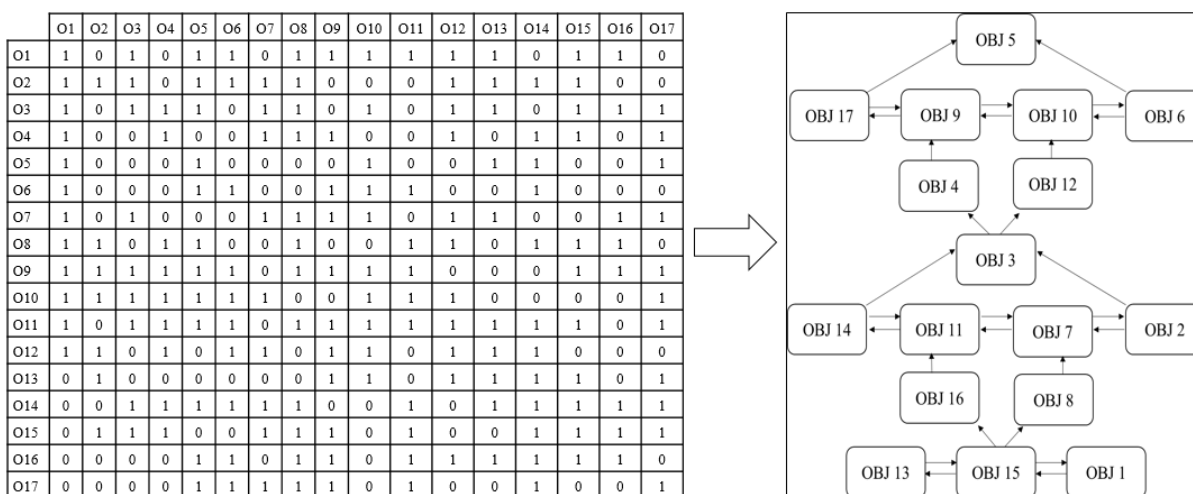 O1 O2 O3 O4 O5 O6 O7 O8 O9 O10 O11 O12 O13 O14 O15 O16 O17
O1 1 0 1 0 1 1 0 1 1 1 1 1 1 0 1 1 0
O2 1 1 1 0 1 1 1 1 0 0 0 1 1 1 1 0 0
O3 1 0 1 1 1 0 1 1 0 1 0 1 1 0 1 1 1
O4 1 0 0 1 0 0 1 1 1 0 0 1 0 1 1 0 1
O5 1 0 0 0 1 0 0 0 0 1 0 0 1 1 0 0 1
O6 1 0 0 0 1 1 0 0 1 1 1 0 0 1 0 0 0
O7 1 0 1 0 0 0 1 1 1 1 0 1 1 0 0 1 1
O8 1 1 0 1 1 0 0 1 0 0 1 1 0 1 1 1 0
O9 1 1 1 1 1 1 0 1 1 1 1 0 0 0 1 1 1
O10 1 1 1 1 1 1 1 0 0 1 1 1 0 0 0 0 1
O11 1 0 1 1 1 1 0 1 1 1 1 1 1 1 1 0 1
O12 1 1 0 1 0 1 1 0 1 1 0 1 1 1 0 0 0
O13 0 1 0 0 0 0 0 0 1 1 0 1 1 1 1 0 1
O14 0 0 1 1 1 1 1 1 0 0 1 0 1 1 1 1 1
O15 0 1 1 1 0 0 1 1 1 0 1 0 0 1 1 1 1
O16 0 0 0 0 1 1 0 1 1 0 1 1 1 1 1 1 0
O17 0 0 0 0 1 1 1 1 1 0 1 0 0 1 0 0 1
OBJ 5
OBJ 17 OBJ 9 OBJ 10 OBJ 6
OBJ 4 OBJ 12
OBJ 3
OBJ 14 OBJ 11 OBJ 7 OBJ 2
OBJ 16 OBJ 8
OBJ 13 OBJ 15 OBJ 1